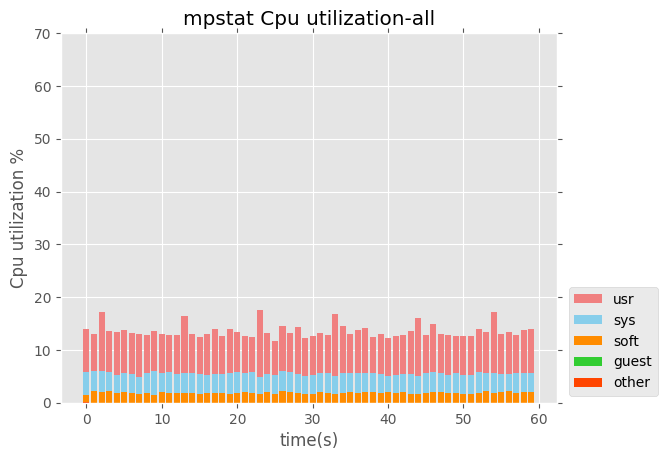 mpstat Cpu utilization-all
70
60
50
40
30
20
10
0
Cpu utilization %
0 10 20 30 40 50 60
time(s)
usr
sys
soft
guest
other